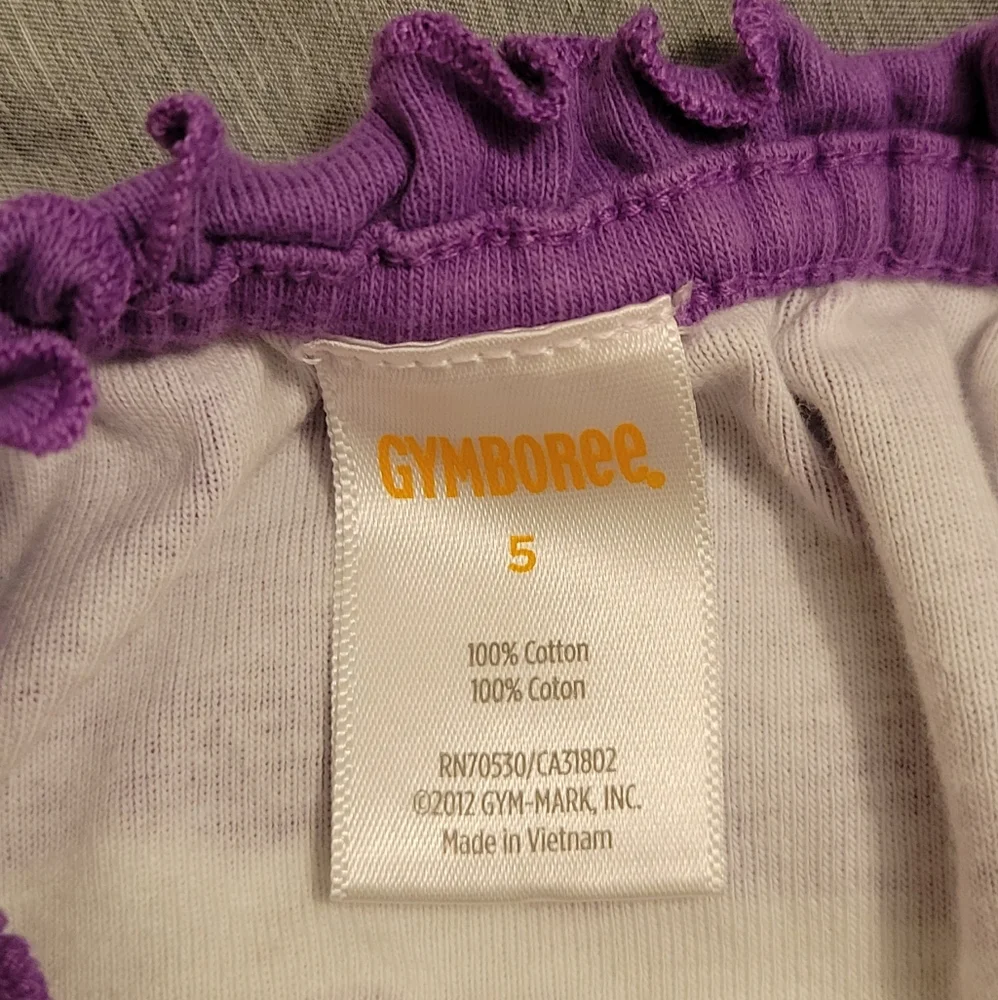 GYMBOREE.
5
100% Cotton
100% Coton
RN70530/CA31802
©2012 GYM-MARK, INC.
Made in Vietnam